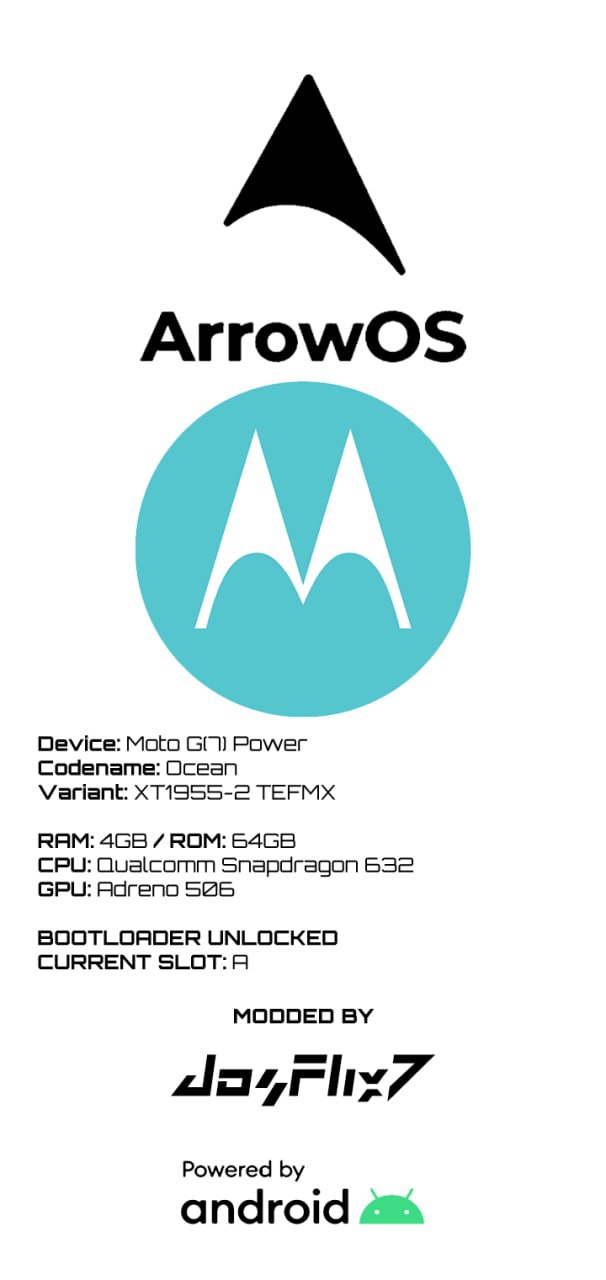 ArrowOS
Device: Moto G(7) Power
Codename: Ocean
Variant: XT1955-2 TEFMX
RAM: 4GB / ROM: 64GB
CPU: Qualcomm Snapdragon 632
GPU: Adreno 506
BOOTLOADER UNLOCKED
CURRENT SLOT: A
MODDED BY
JosFlix7
Powered by
android